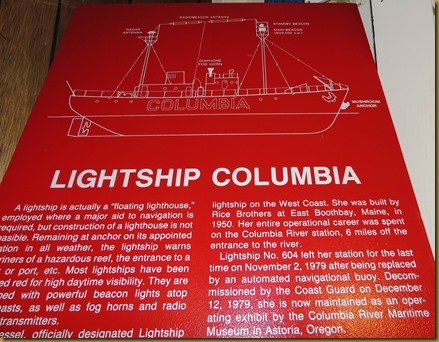 RADIOBEACON ANTENNA
RADAR ANTENNA
STANDBY BEACON
MAIN BEACON
DIAPHONE
FOG HORN
COLUMBIA
MUSHROOM
ANCHOR
LIGHTSHIP COLUMBIA
A lightship is actually a "floating lighthouse,"
employed where a major aid to navigation is
required, but construction of a lighthouse is not
easible. Remaining at anchor on its appointed
ation in all weather, the lightship warns
riners of a hazardous reef, the entrance to a
or port, etc. Most lightships have been
ed red for high daytime visibility. They are
ped with powerful beacon lights atop
asts, as well as fog horns and radio
transmitters.
essel, officially designated Lightship
lightship on the West Coast. She was built by
Rice Brothers at East Boothbay, Maine, in
1950. Her entire operational career was spent
on the Columbia River station, 6 miles off the
entrance to the river.
Lightship No. 604 left her station for the last
time on November 2, 1979 after being replaced
by an automated navigational buoy. Decom-
missioned by the Coast Guard on December
12, 1979, she is now maintained as an oper-
ating exhibit by the Columbia River Maritime
Museum in Astoria, Oregon.